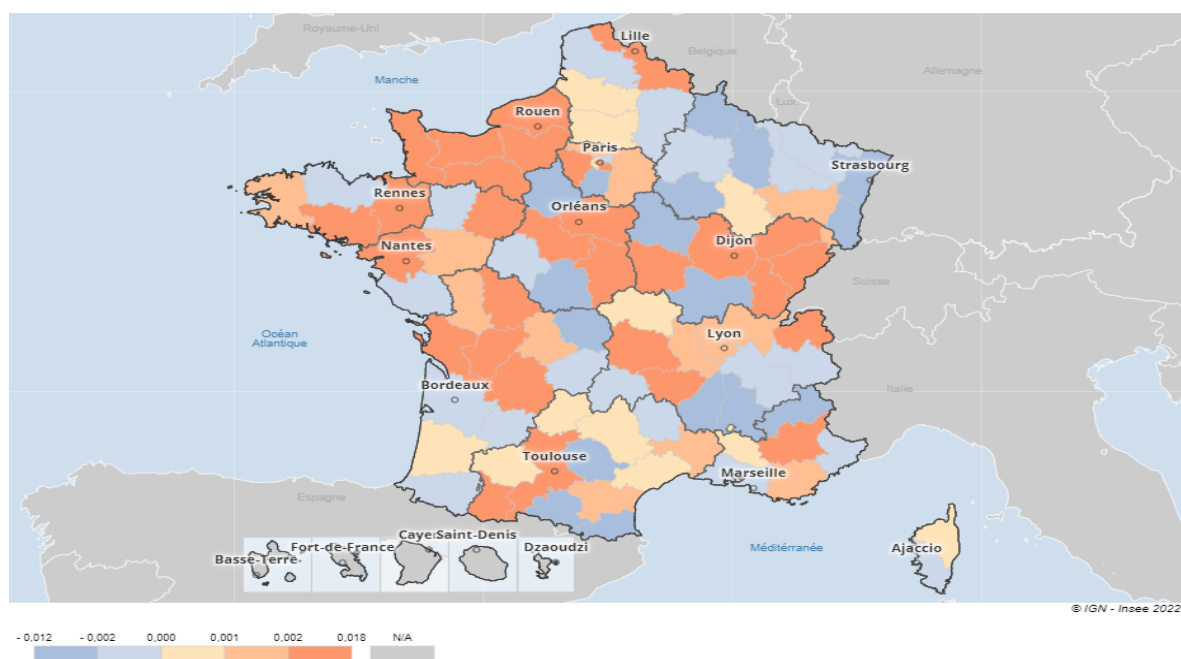 Royaume-Uni
Lille
Belgique
Manche
Allemagne
Lux.
Rouen
Paris
Strasbourg
Rennes
Orléans
Nantes
Dijon
Suisse
Océan
Atlantique
Lyon
Bordeaux
Italie
Toulouse
Marseille
Espagne
Basse-Terre
Fort-de-France
Caye
Saint-Denis
Dzaoudzi
Méditérranée
Ajaccio
© IGN - Insee 2022
- 0,012 - 0,002 0,000 0,001 0,002 0,018 N/A